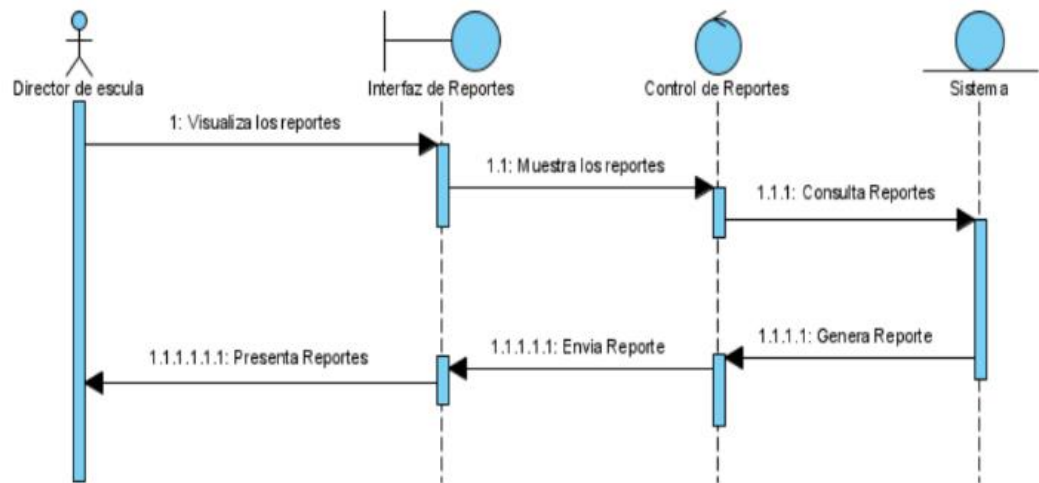 Director de escula
Interfaz de Reportes
Control de Reportes
Sistema
1: Visualiza los reportes
1.1: Muestra los reportes
1.1.1: Consulta Reportes
1.1.1.1: Genera Reporte
1.1.1.1.1: Envia Reporte
1.1.1.1.1.1: Presenta Reportes